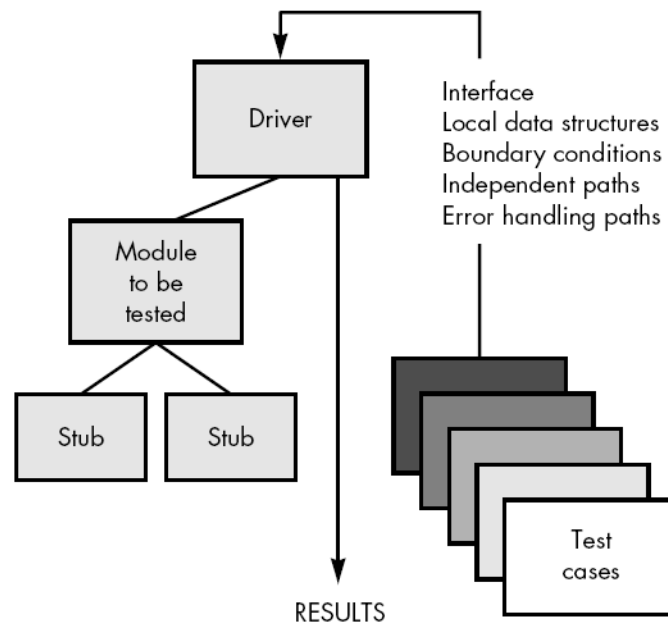 Driver
Interface
Local data structures
Boundary conditions
Independent paths
Error handling paths
Module
to be
tested
Stub
Stub
Test
cases
RESULTS